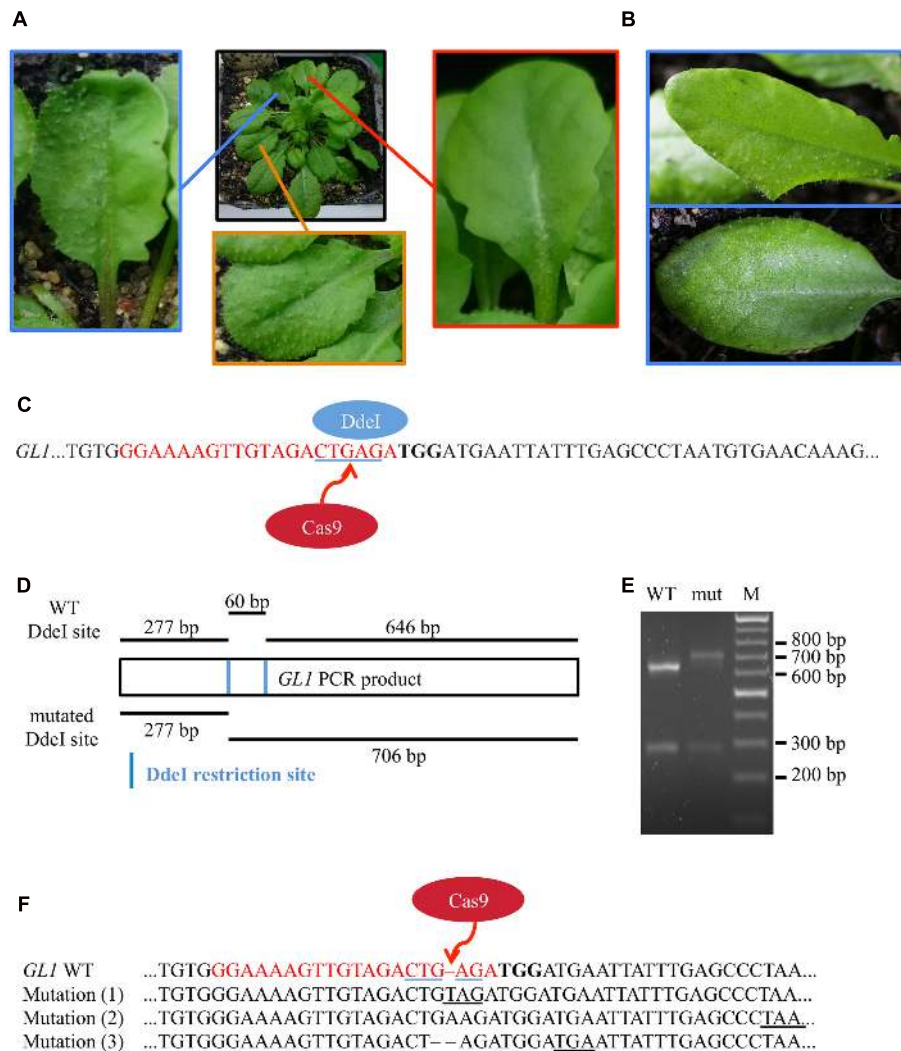 A
B
C
DdeI
GL1...TGTGGGAAAAGTTGTAGACTGAGATGGATGAATTATTTGAGCCCTAATGTGAACAAAG...
Cas9
D
WT
DdeI site
277 bp
60 bp
646 bp
GL1 PCR product
mutated
DdeI site
277 bp
706 bp
DdeI restriction site
E
WT mut M
800 bp
700 bp
600 bp
300 bp
200 bp
F
Cas9
GL1 WT ...TGTGGGAAAAGTTGTAGACTG–AGATGGATGAATTATTTGAGCCCTAA...
Mutation (1) ...TGTGGGAAAAGTTGTAGACTGTAGATGGATGAATTATTTGAGCCCTAA...
Mutation (2) ...TGTGGGAAAAGTTGTAGACTGAAGATGGATGAATTATTTGAGCCCTAA...
Mutation (3) ...TGTGGGAAAAGTTGTAGACT– –AGATGGATGAATTATTTGAGCCCTAA...